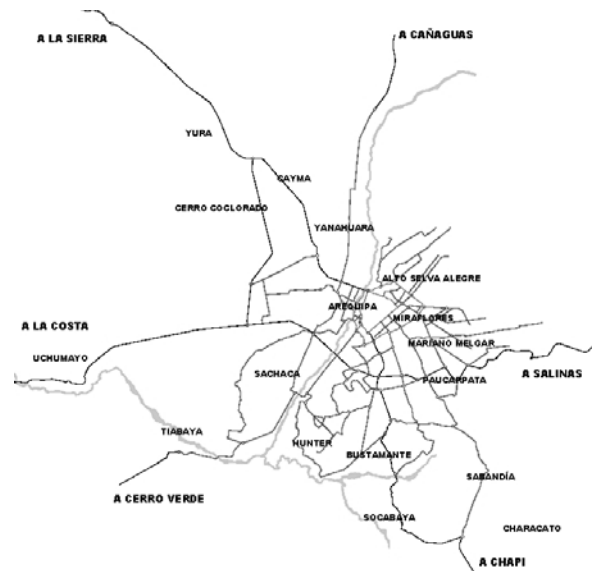 A CAÑAGUAS
A LA SIERRA
YURA
CAYMA
CERRO COCLORADO
YANAHUARA
ALTO SELVA ALEGRE
AREQUIPA
MIRAFLORES
A LA COSTA
MARIANO MELGAR
UCHUMAYO
SACHACA
A SALINAS
PAUCARPATA
TIABAYA
HUNTER
BUSTAMANTE
SABANDÍA
A CERRO VERDE
SOCABAYA
CHARACATO
A CHAPI